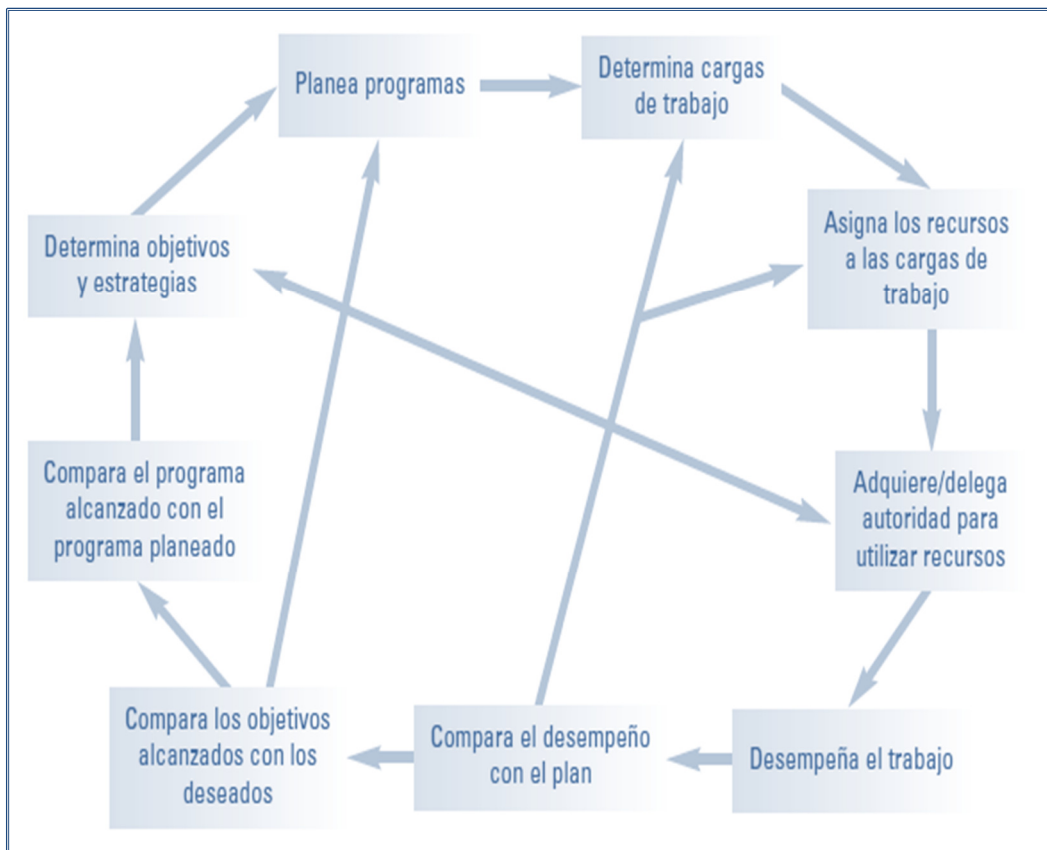 Planea programas
Determina cargas
de trabajo
Asigna los recursos
a las cargas de
trabajo
Adquiere/delega
autoridad para
utilizar recursos
Desempeña el trabajo
Compara el desempeño
con el plan
Compara los objetivos
alcanzados con los
deseados
Compara el programa
alcanzado con el
programa planeado
Determina objetivos
y estrategias